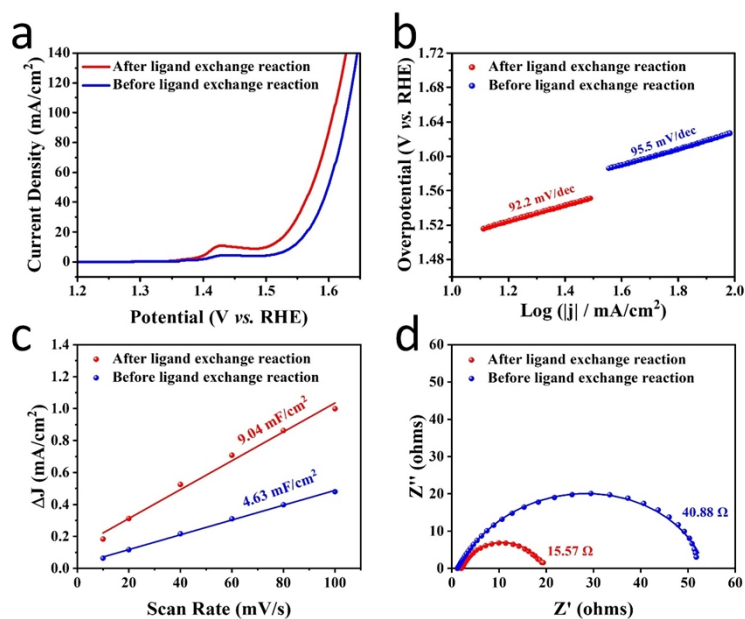 a
140
120
100
80
60
40
20
0
Current Density (mA/cm²)
After ligand exchange reaction
Before ligand exchange reaction
1.2 1.3 1.4 1.5 1.6
Potential (V vs. RHE)
b
1.72
1.68
1.64
1.60
1.56
1.52
1.48
Overpotential (V vs. RHE)
After ligand exchange reaction
Before ligand exchange reaction
95.5 mV/dec
92.2 mV/dec
1.0 1.2 1.4 1.6 1.8 2.0
Log (|j| / mA/cm²)
c
1.4
1.2
1.0
0.8
0.6
0.4
0.2
0.0
ΔJ (mA/cm²)
After ligand exchange reaction
Before ligand exchange reaction
9.04 mF/cm²
4.63 mF/cm²
0 20 40 60 80 100
Scan Rate (mV/s)
d
60
50
40
30
20
10
0
Z'' (ohms)
After ligand exchange reaction
Before ligand exchange reaction
40.88 Ω
15.57 Ω
0 10 20 30 40 50 60
Z' (ohms)